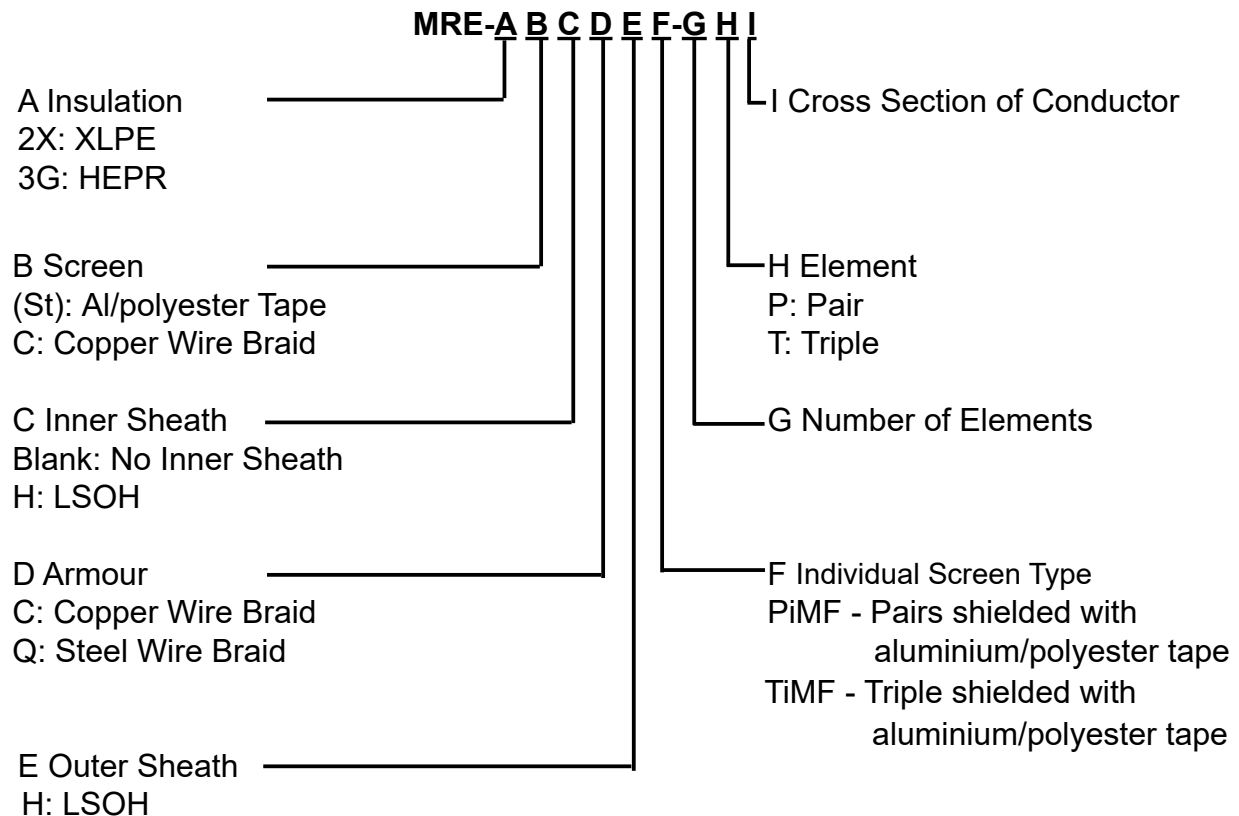 MRE-A B C D E F-G H I
A Insulation
2X: XLPE
3G: HEPR
B Screen
(St): Al/polyester Tape
C: Copper Wire Braid
C Inner Sheath
Blank: No Inner Sheath
H: LSOH
D Armour
C: Copper Wire Braid
Q: Steel Wire Braid
E Outer Sheath
H: LSOH
I Cross Section of Conductor
H Element
P: Pair
T: Triple
G Number of Elements
F Individual Screen Type
PiMF - Pairs shielded with
aluminium/polyester tape
TiMF - Triple shielded with
aluminium/polyester tape